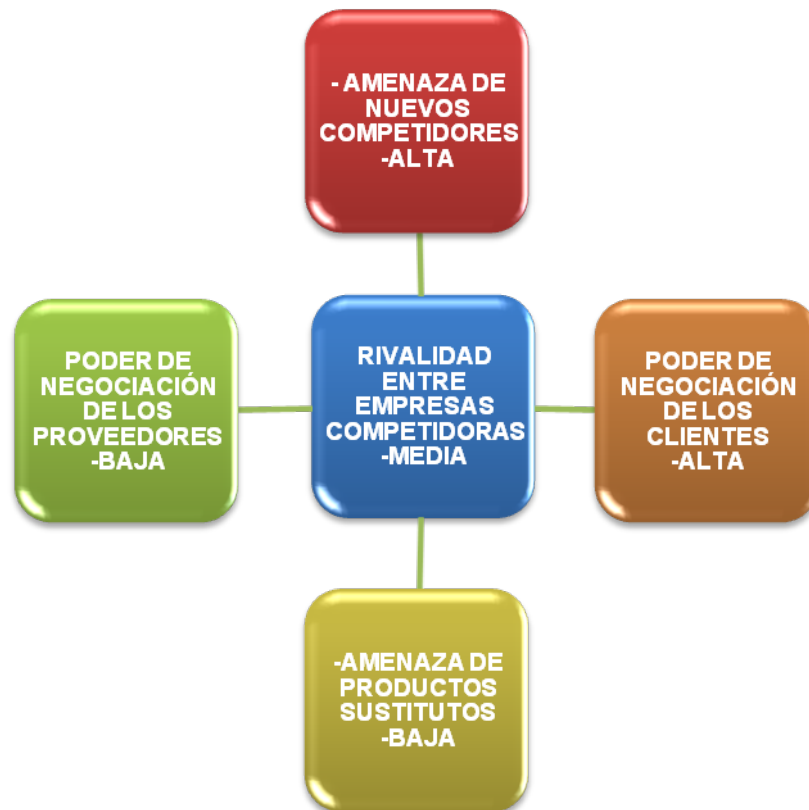 - AMENAZA DE
NUEVOS
COMPETIDORES
-ALTA
PODER DE
NEGOCIACIÓN
DE LOS
PROVEEDORES
-BAJA
RIVALIDAD
ENTRE
EMPRESAS
COMPETIDORAS
-MEDIA
PODER DE
NEGOCIACIÓN
DE LOS
CLIENTES
-ALTA
-AMENAZA DE
PRODUCTOS
SUSTITUTOS
-BAJA